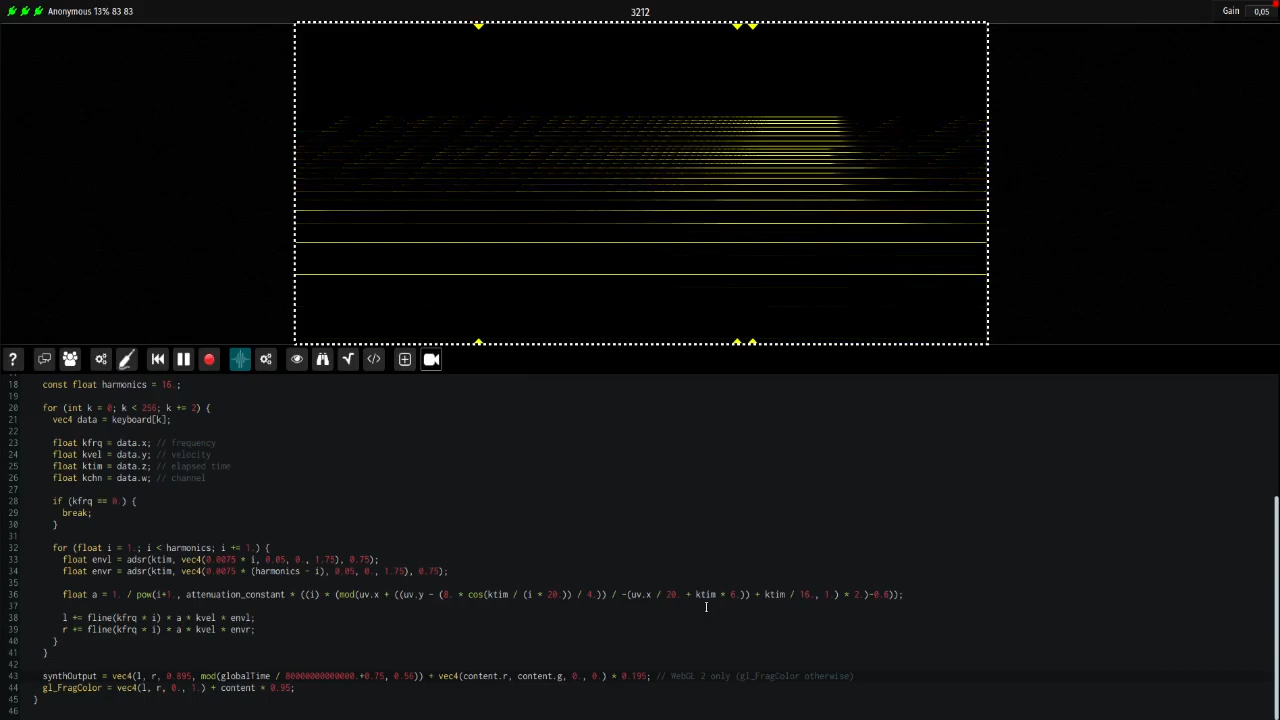 Anonymous 13% 83 83
3212
Gain 0,05
?
18 const float harmonics = 16.;
19
20 for (int k = 0; k < 256; k += 2) {
21 vec4 data = keyboard[k];
22
23 float kfrq = data.x; // frequency
24 float kvel = data.y; // velocity
25 float ktim = data.z; // elapsed time
26 float kchn = data.w; // channel
27
28 if (kfrq == 0.) {
29 break;
30 }
31
32 for (float i = 1.; i < harmonics; i += 1.) {
33 float envl = adsr(ktim, vec4(0.0075 * i, 0.05, 0., 1.75), 0.75);
34 float envr = adsr(ktim, vec4(0.0075 * (harmonics - i), 0.05, 0., 1.75), 0.75);
35
36 float a = 1. / pow(i+1., attenuation_constant * ((i) * (mod(uv.x + ((uv.y - (8. * cos(ktim / (i * 20.)) / 4.)) / -(uv.x / 20. + ktim * 6.)) + ktim / 16., 1.) * 2.)-0.6));
37
38 l += fline(kfrq * i) * a * kvel * envl;
39 r += fline(kfrq * i) * a * kvel * envr;
40 }
41 }
42
43 synthOutput = vec4(l, r, 0.895, mod(globalTime / 80000000000000.+0.75, 0.56)) + vec4(content.r, content.g, 0., 0.) * 0.195; // WebGL 2 only (gl_FragColor otherwise)
44 gl_FragColor = vec4(l, r, 0., 1.) + content * 0.95;
45 }
46